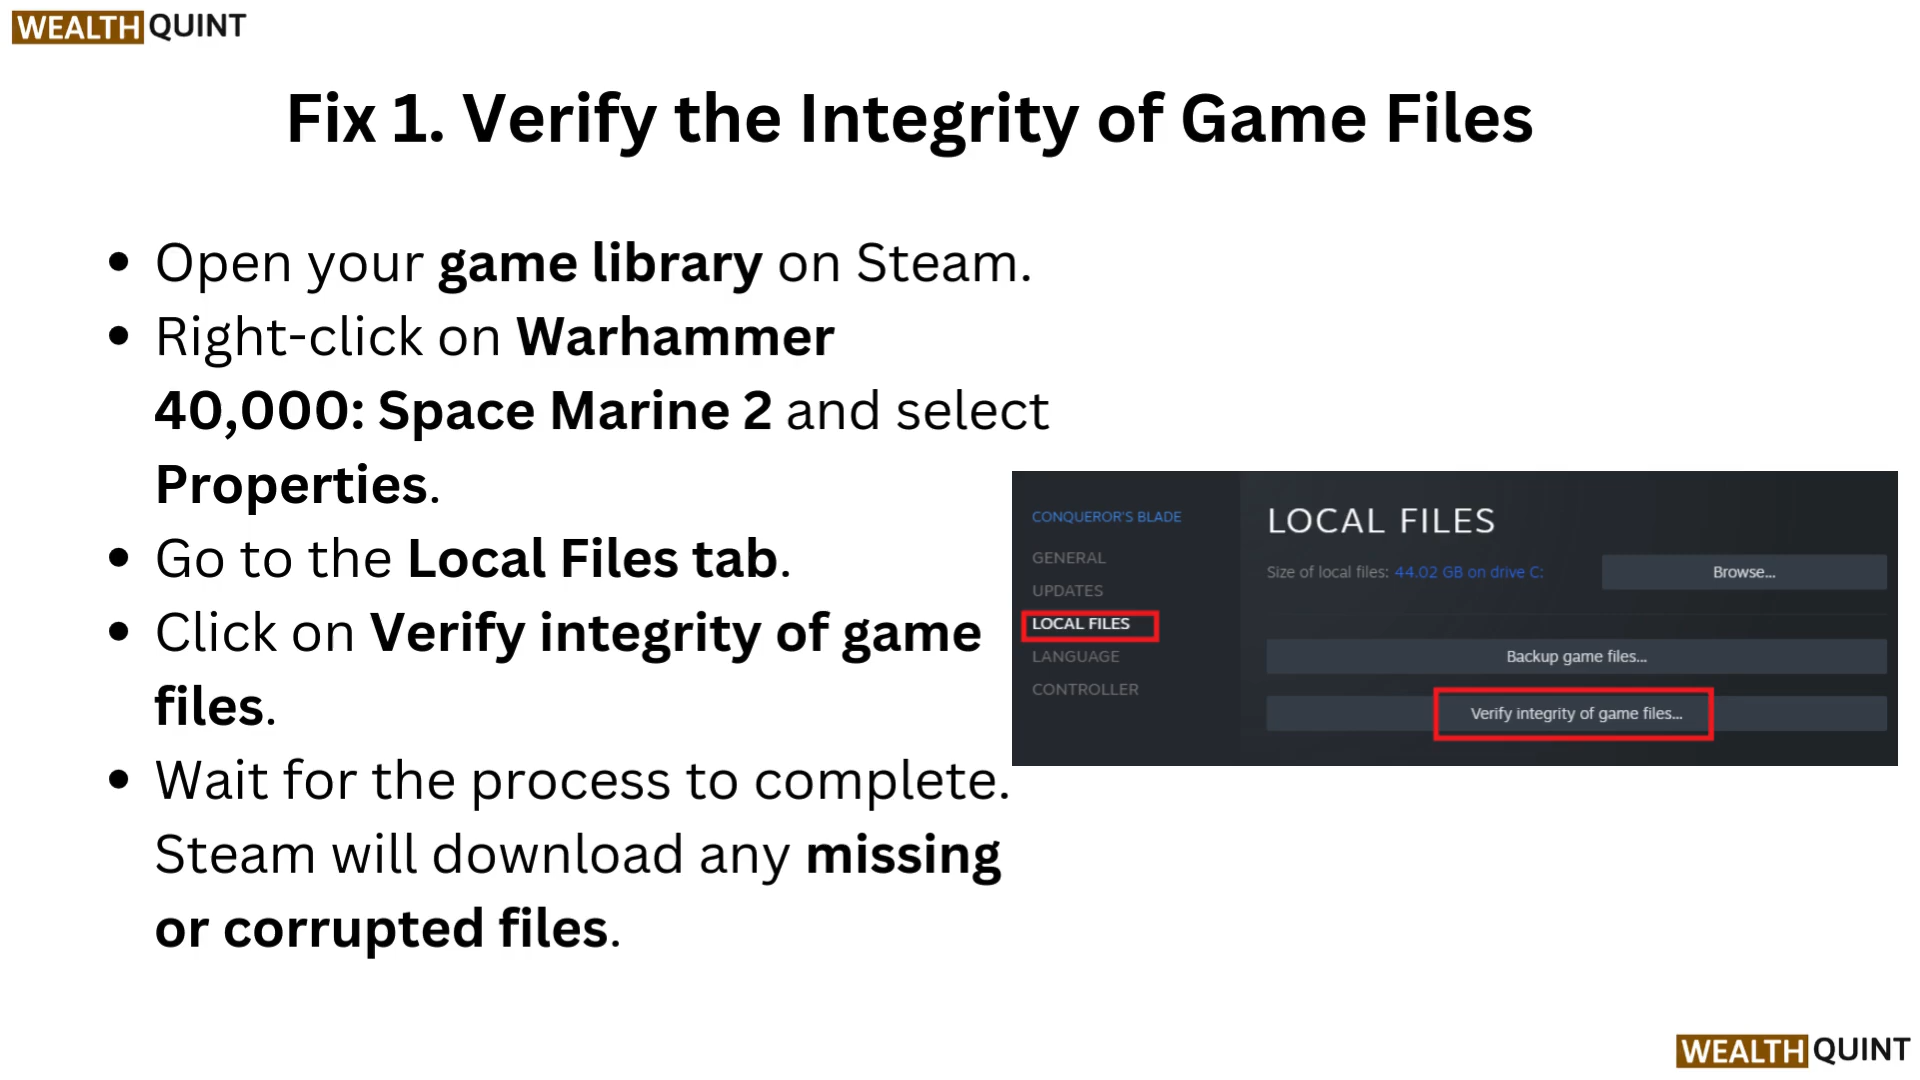 WEALTH QUINT
Fix 1. Verify the Integrity of Game Files
• Open your game library on Steam.
• Right-click on Warhammer
40,000: Space Marine 2 and select
Properties.
• Go to the Local Files tab.
• Click on Verify integrity of game
files.
• Wait for the process to complete.
Steam will download any missing
or corrupted files.
CONQUEROR'S BLADE
GENERAL
UPDATES
LOCAL FILES
LANGUAGE
CONTROLLER
LOCAL FILES
Size of local files: 44.02 GB on drive C:
Browse...
Backup game files...
Verify integrity of game files...
WEALTH QUINT